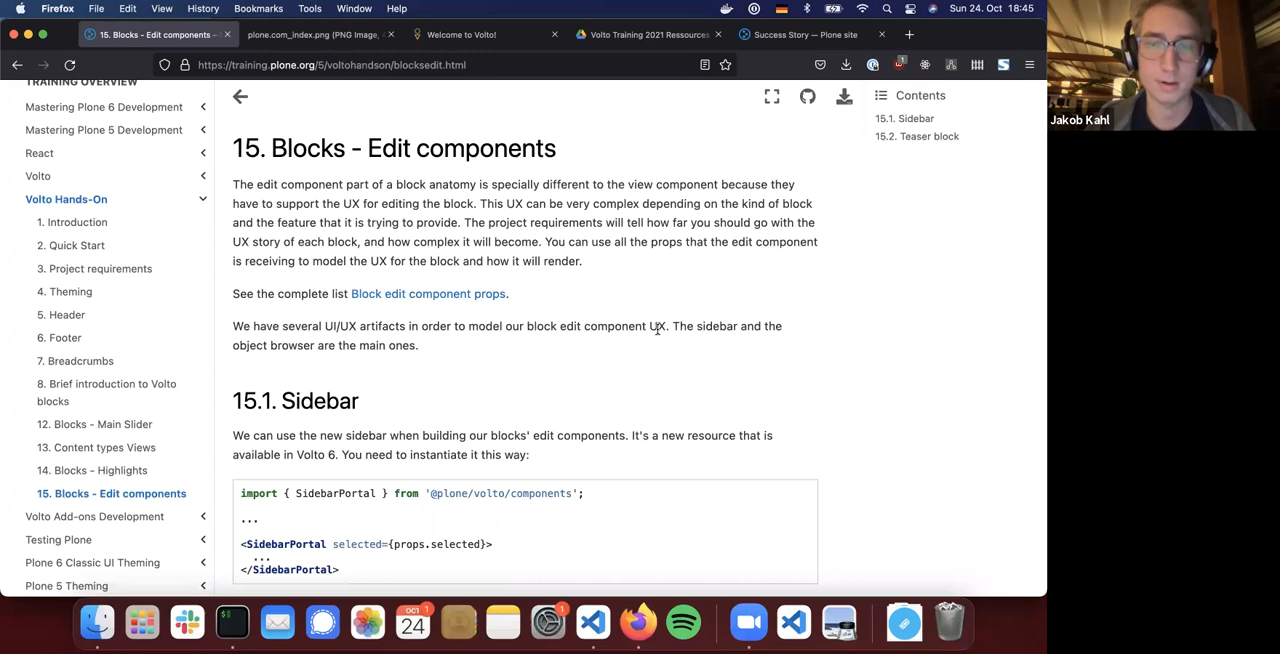 Firefox File Edit View History Bookmarks Tools Window Help
Sun 24. Oct 18:45
15. Blocks - Edit components —
plone.com_index.png (PNG Image,
Welcome to Volto!
Volto Training 2021 Ressources
Success Story — Plone site
https://training.plone.org/5/voltohandson/blocksedit.html
1
TRAINING OVERVIEW
Mastering Plone 6 Development
Mastering Plone 5 Development
React
Volto
Volto Hands-On
1. Introduction
2. Quick Start
3. Project requirements
4. Theming
5. Header
6. Footer
7. Breadcrumbs
8. Brief introduction to Volto
blocks
12. Blocks - Main Slider
13. Content types Views
14. Blocks - Highlights
15. Blocks - Edit components
Volto Add-ons Development
Testing Plone
Plone 6 Classic UI Theming
Plone 5 Theming
15. Blocks - Edit components
The edit component part of a block anatomy is specially different to the view component because they
have to support the UX for editing the block. This UX can be very complex depending on the kind of block
and the feature that it is trying to provide. The project requirements will tell how far you should go with the
UX story of each block, and how complex it will become. You can use all the props that the edit component
is receiving to model the UX for the block and how it will render.
See the complete list Block edit component props.
We have several UI/UX artifacts in order to model our block edit component UX. The sidebar and the
object browser are the main ones.
15.1. Sidebar
We can use the new sidebar when building our blocks' edit components. It's a new resource that is
available in Volto 6. You need to instantiate it this way:
import { SidebarPortal } from '@plone/volto/components';
...
<SidebarPortal selected={props.selected}>
...
</SidebarPortal>
Contents
15.1. Sidebar
15.2. Teaser block
Jakob Kahl
OCT
24
1
1